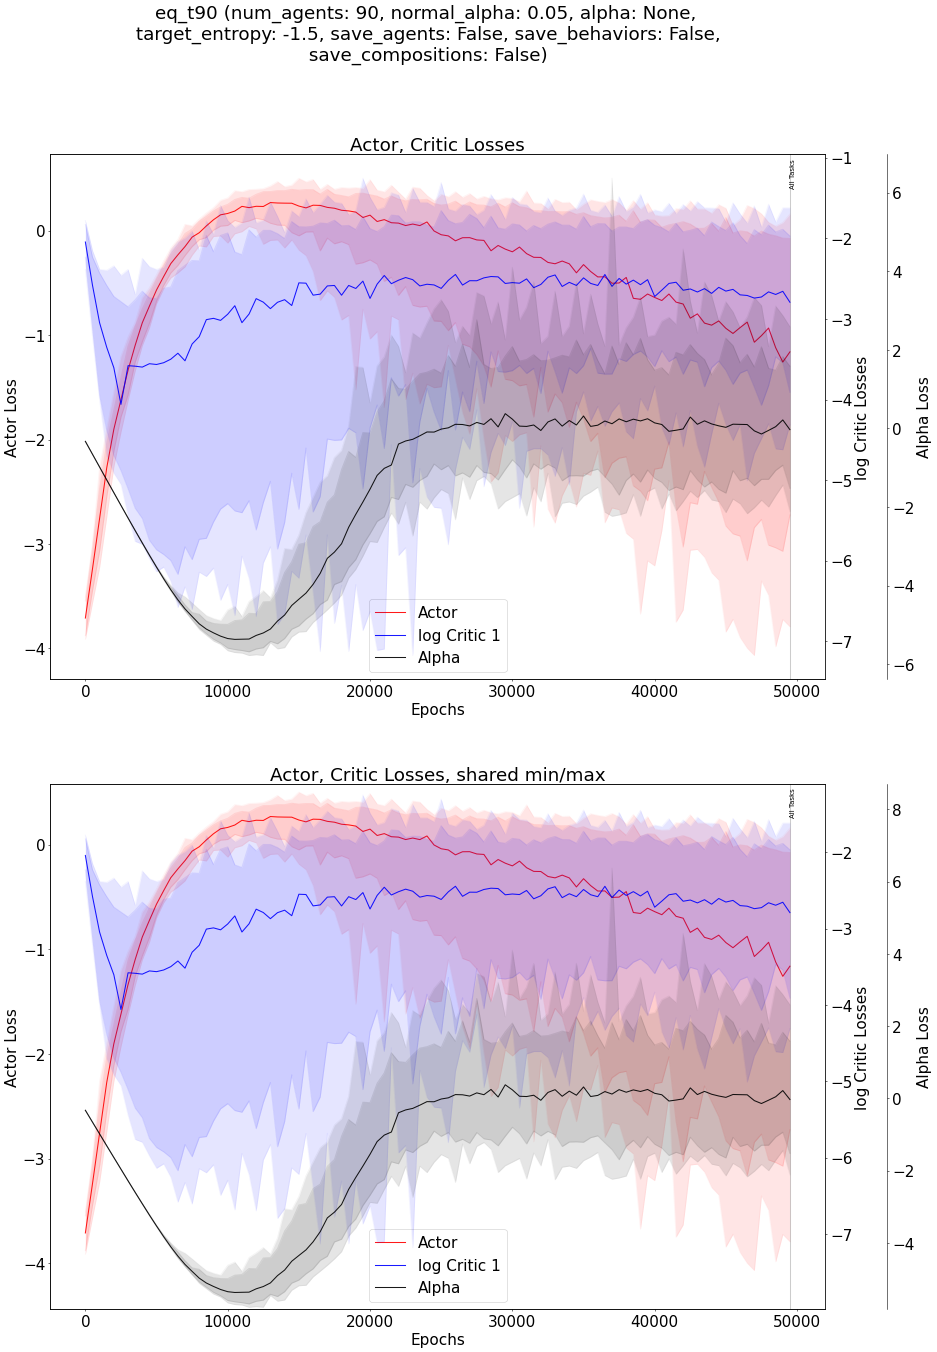 eq_t90 (num_agents: 90, normal_alpha: 0.05, alpha: None,
target_entropy: -1.5, save_agents: False, save_behaviors: False,
save_compositions: False)
Actor, Critic Losses
All Tasks
Actor Loss
0
−1
−2
−3
−4
−1
−2
−3
−4
−5
−6
−7
log Critic Losses
6
4
2
0
−2
−4
−6
Alpha Loss
Actor
log Critic 1
Alpha
0 10000 20000 30000 40000 50000
Epochs
Actor, Critic Losses, shared min/max
All Tasks
Actor Loss
0
−1
−2
−3
−4
−2
−3
−4
−5
−6
−7
log Critic Losses
8
6
4
2
0
−2
−4
Alpha Loss
Actor
log Critic 1
Alpha
0 10000 20000 30000 40000 50000
Epochs